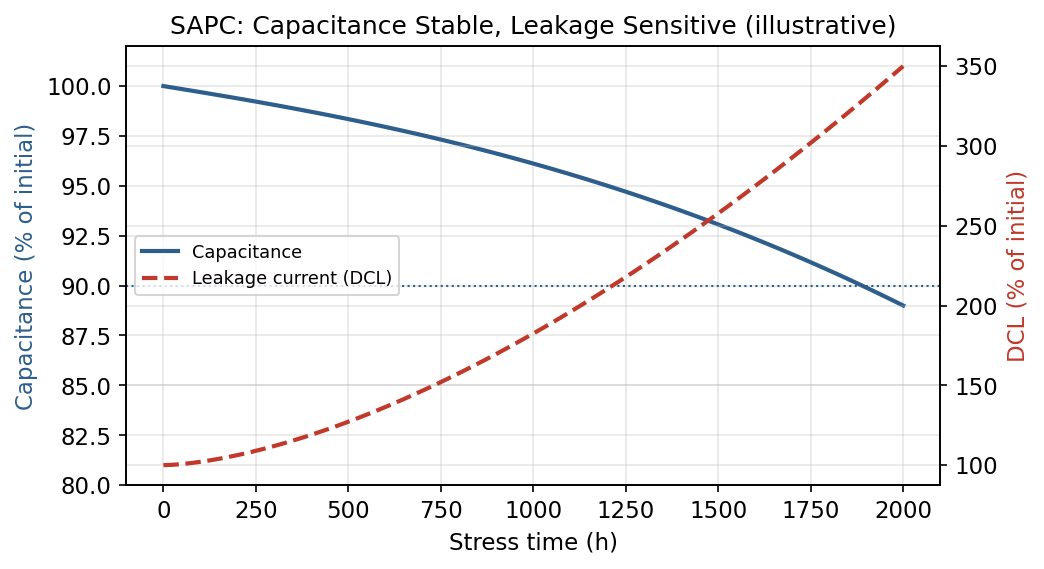 SAPC: Capacitance Stable, Leakage Sensitive (illustrative)
Capacitance (% of initial)
100.0
97.5
95.0
92.5
90.0
87.5
85.0
82.5
80.0
Capacitance
Leakage current (DCL)
350
300
250
200
150
100
DCL (% of initial)
0 250 500 750 1000 1250 1500 1750 2000
Stress time (h)